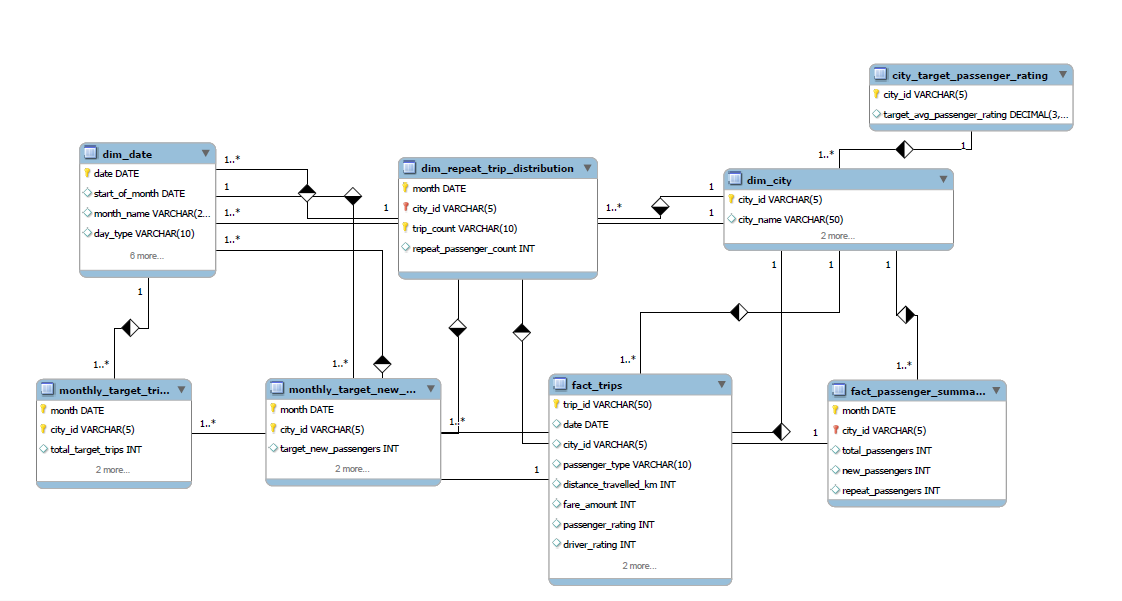 city_target_passenger_rating
city_id VARCHAR(5)
target_avg_passenger_rating DECIMAL(3,...
1
1..*
dim_date
date DATE
start_of_month DATE
month_name VARCHAR(2...
day_type VARCHAR(10)
6 more...
1..*
1
1..*
1..*
1
1
dim_repeat_trip_distribution
month DATE
city_id VARCHAR(5)
trip_count VARCHAR(10)
repeat_passenger_count INT
1..*
1
1
dim_city
city_id VARCHAR(5)
city_name VARCHAR(50)
2 more...
1
1
1
1..*
1..*
1..*
1..*
monthly_target_tri...
month DATE
city_id VARCHAR(5)
total_target_trips INT
2 more...
1..*
monthly_target_new_...
month DATE
city_id VARCHAR(5)
target_new_passengers INT
2 more...
1..*
1
fact_trips
trip_id VARCHAR(50)
date DATE
city_id VARCHAR(5)
passenger_type VARCHAR(10)
distance_travelled_km INT
fare_amount INT
passenger_rating INT
driver_rating INT
2 more...
1
fact_passenger_summa...
month DATE
city_id VARCHAR(5)
total_passengers INT
new_passengers INT
repeat_passengers INT